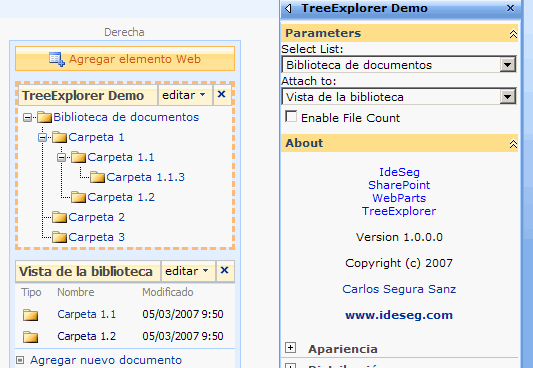 Derecha
Agregar elemento Web
TreeExplorer Demo editar
Biblioteca de documentos
Carpeta 1
Carpeta 1.1
Carpeta 1.1.3
Carpeta 1.2
Carpeta 2
Carpeta 3
Vista de la biblioteca editar
Tipo Nombre Modificado
Carpeta 1.1 05/03/2007 9:50
Carpeta 1.2 05/03/2007 9:50
Agregar nuevo documento
TreeExplorer Demo
Parameters
Select List:
Biblioteca de documentos
Attach to:
Vista de la biblioteca
Enable File Count
About
IdeSeg
SharePoint
WebParts
TreeExplorer
Version 1.0.0.0
Copyright (c) 2007
Carlos Segura Sanz
www.ideseg.com
Apariencia